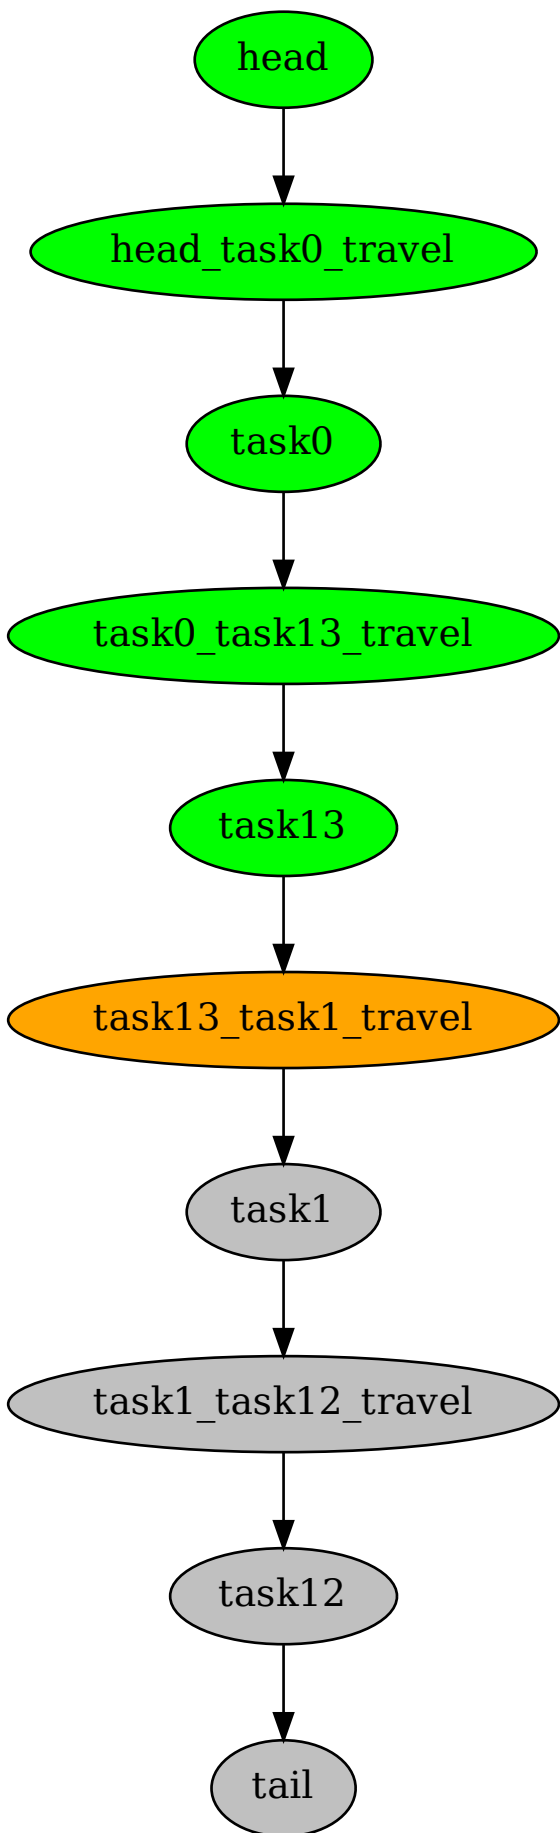 head
head_task0_travel
task0
task0_task13_travel
task13
task13_task1_travel
task1
task1_task12_travel
task12
tail